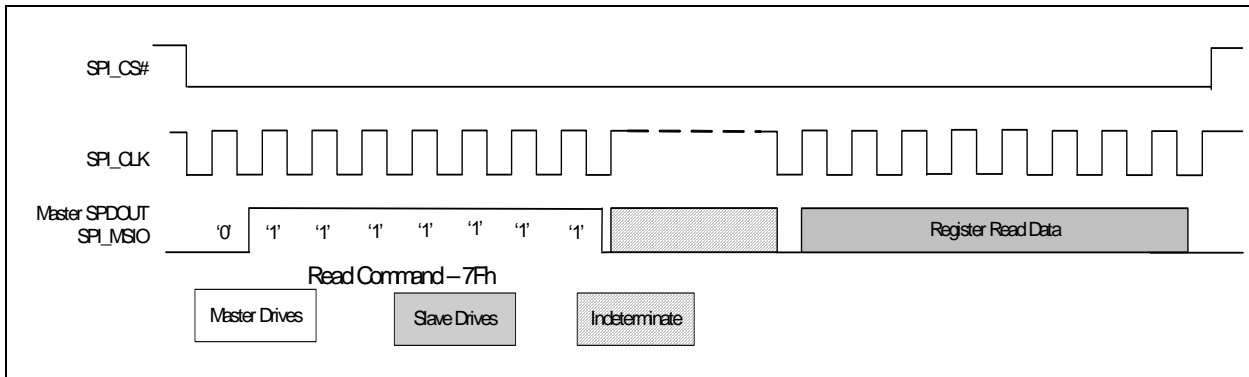 SPI_CS#
SPI_CLK
Master SPDOUT
SPI_MSIO
‘0’ ‘1’ ‘1’ ‘1’ ‘1’ ‘1’ ‘1’ ‘1’
Register Read Data
Read Command – 7Fh
Master Drives
Slave Drives
Indeterminate